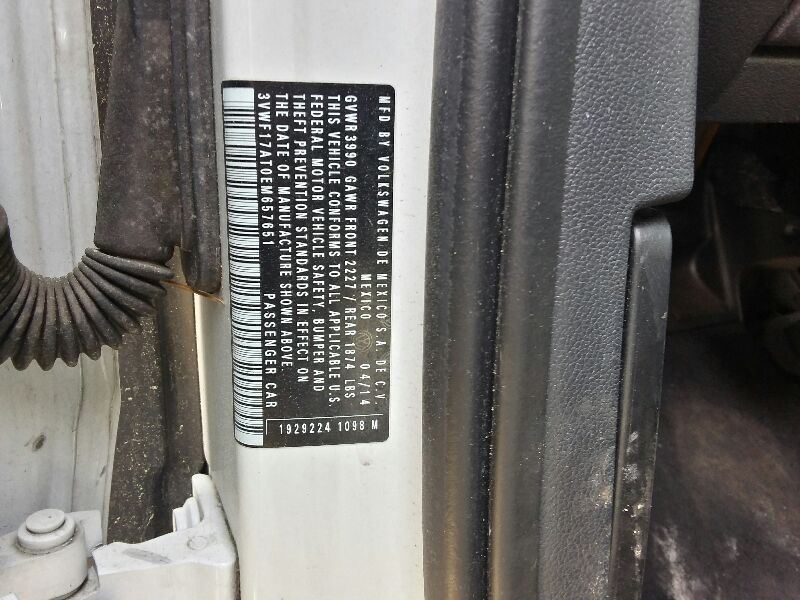 MFD BY VOLKSWAGEN DE MEXICO S.A. DE C.V.
MEXICO 04/14
GVWR3990, GAWR FRONT 2227/REAR 1874 LBS
THIS VEHICLE CONFORMS TO ALL APPLICABLE U.S.
FEDERAL MOTOR VEHICLE SAFETY, BUMPER AND
THEFT PREVENTION STANDARDS IN EFFECT ON
THE DATE OF MANUFACTURE SHOWN ABOVE
3VWF17AT0EM657651 PASSENGER CAR
1929224 1098 M